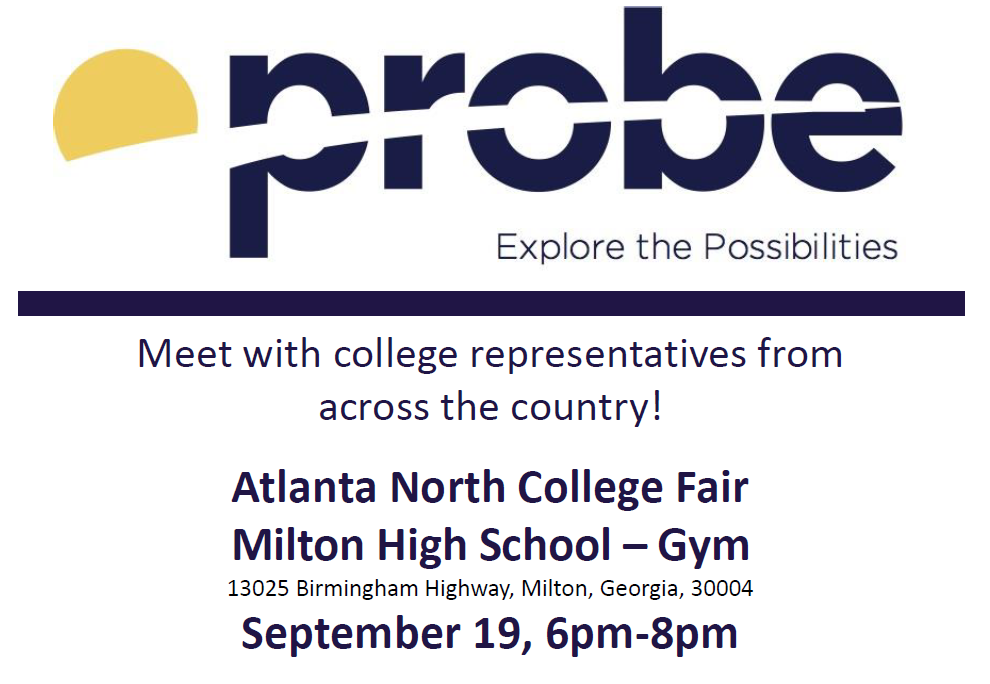 probe
Explore the Possibilities
Meet with college representatives from
across the country!
Atlanta North College Fair
Milton High School – Gym
13025 Birmingham Highway, Milton, Georgia, 30004
September 19, 6pm-8pm